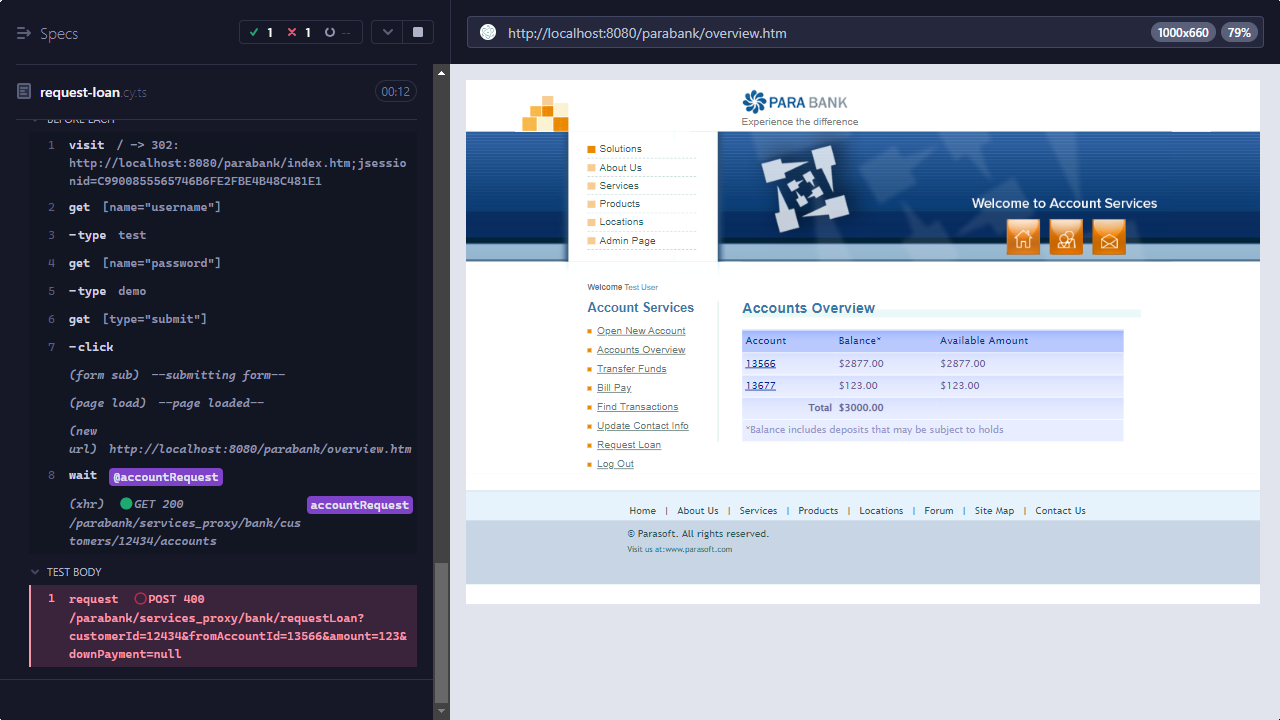 Specs
1 1 --
request-loan.cy.ts 00:12
BEFORE EACH
1 visit / -> 302:
http://localhost:8080/parabank/index.htm;jsessio
nid=C9900855565746B6FE2FBE4B48C481E1
2 get [name="username"]
3 -type test
4 get [name="password"]
5 -type demo
6 get [type="submit"]
7 -click
(form sub) --submitting form--
(page load) --page loaded--
(new
url) http://localhost:8080/parabank/overview.htm
8 wait @accountRequest
(xhr) GET 200 accountRequest
/parabank/services_proxy/bank/cus
tomers/12434/accounts
TEST BODY
1 request POST 400
/parabank/services_proxy/bank/requestLoan?
customerId=12434&fromAccountId=13566&amount=123&
downPayment=null
http://localhost:8080/parabank/overview.htm 1000x660 79%
PARA BANK
Experience the difference
Solutions
About Us
Services
Products
Locations
Admin Page
Welcome to Account Services
Welcome Test User
Account Services
Open New Account
Accounts Overview
Transfer Funds
Bill Pay
Find Transactions
Update Contact Info
Request Loan
Log Out
Accounts Overview
Account Balance* Available Amount
13566 $2877.00 $2877.00
13677 $123.00 $123.00
Total $3000.00
*Balance includes deposits that may be subject to holds
Home | About Us | Services | Products | Locations | Forum | Site Map | Contact Us
© Parasoft. All rights reserved.
Visit us at:www.parasoft.com